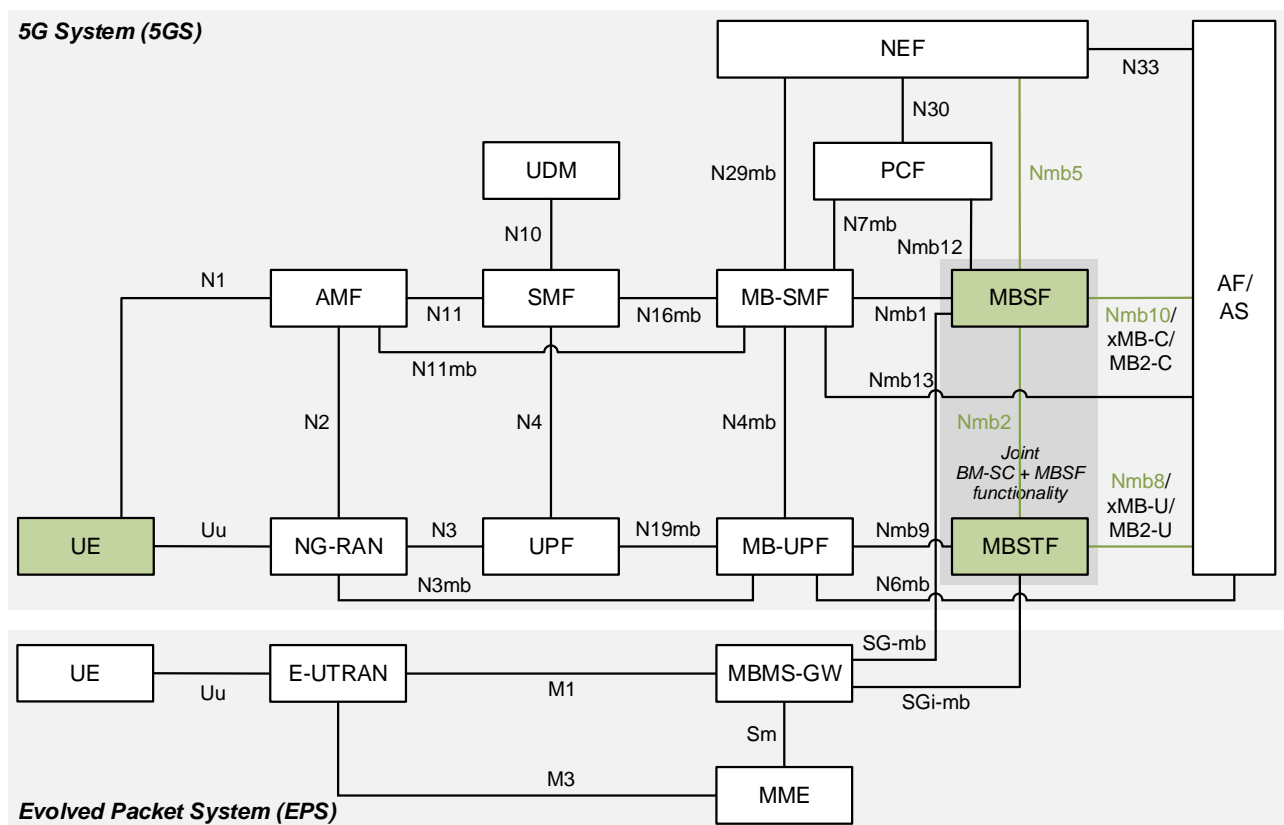 5G System (5GS)
NEF
N33
N30
UDM
N29mb
PCF
Nmb5
N7mb
N10
Nmb12
N1
AMF
N11
SMF
N16mb
MB-SMF
Nmb1
MBSF
Nmb10/
xMB-C/
MB2-C
AF/
AS
N11mb
Nmb13
N2
N4
N4mb
Nmb2
Joint
BM-SC + MBSF
functionality
Nmb8/
xMB-U/
MB2-U
UE
Uu
NG-RAN
N3
UPF
N19mb
MB-UPF
Nmb9
MBSTF
N3mb
N6mb
SG-mb
UE
Uu
E-UTRAN
M1
MBMS-GW
SGi-mb
Sm
M3
MME
Evolved Packet System (EPS)